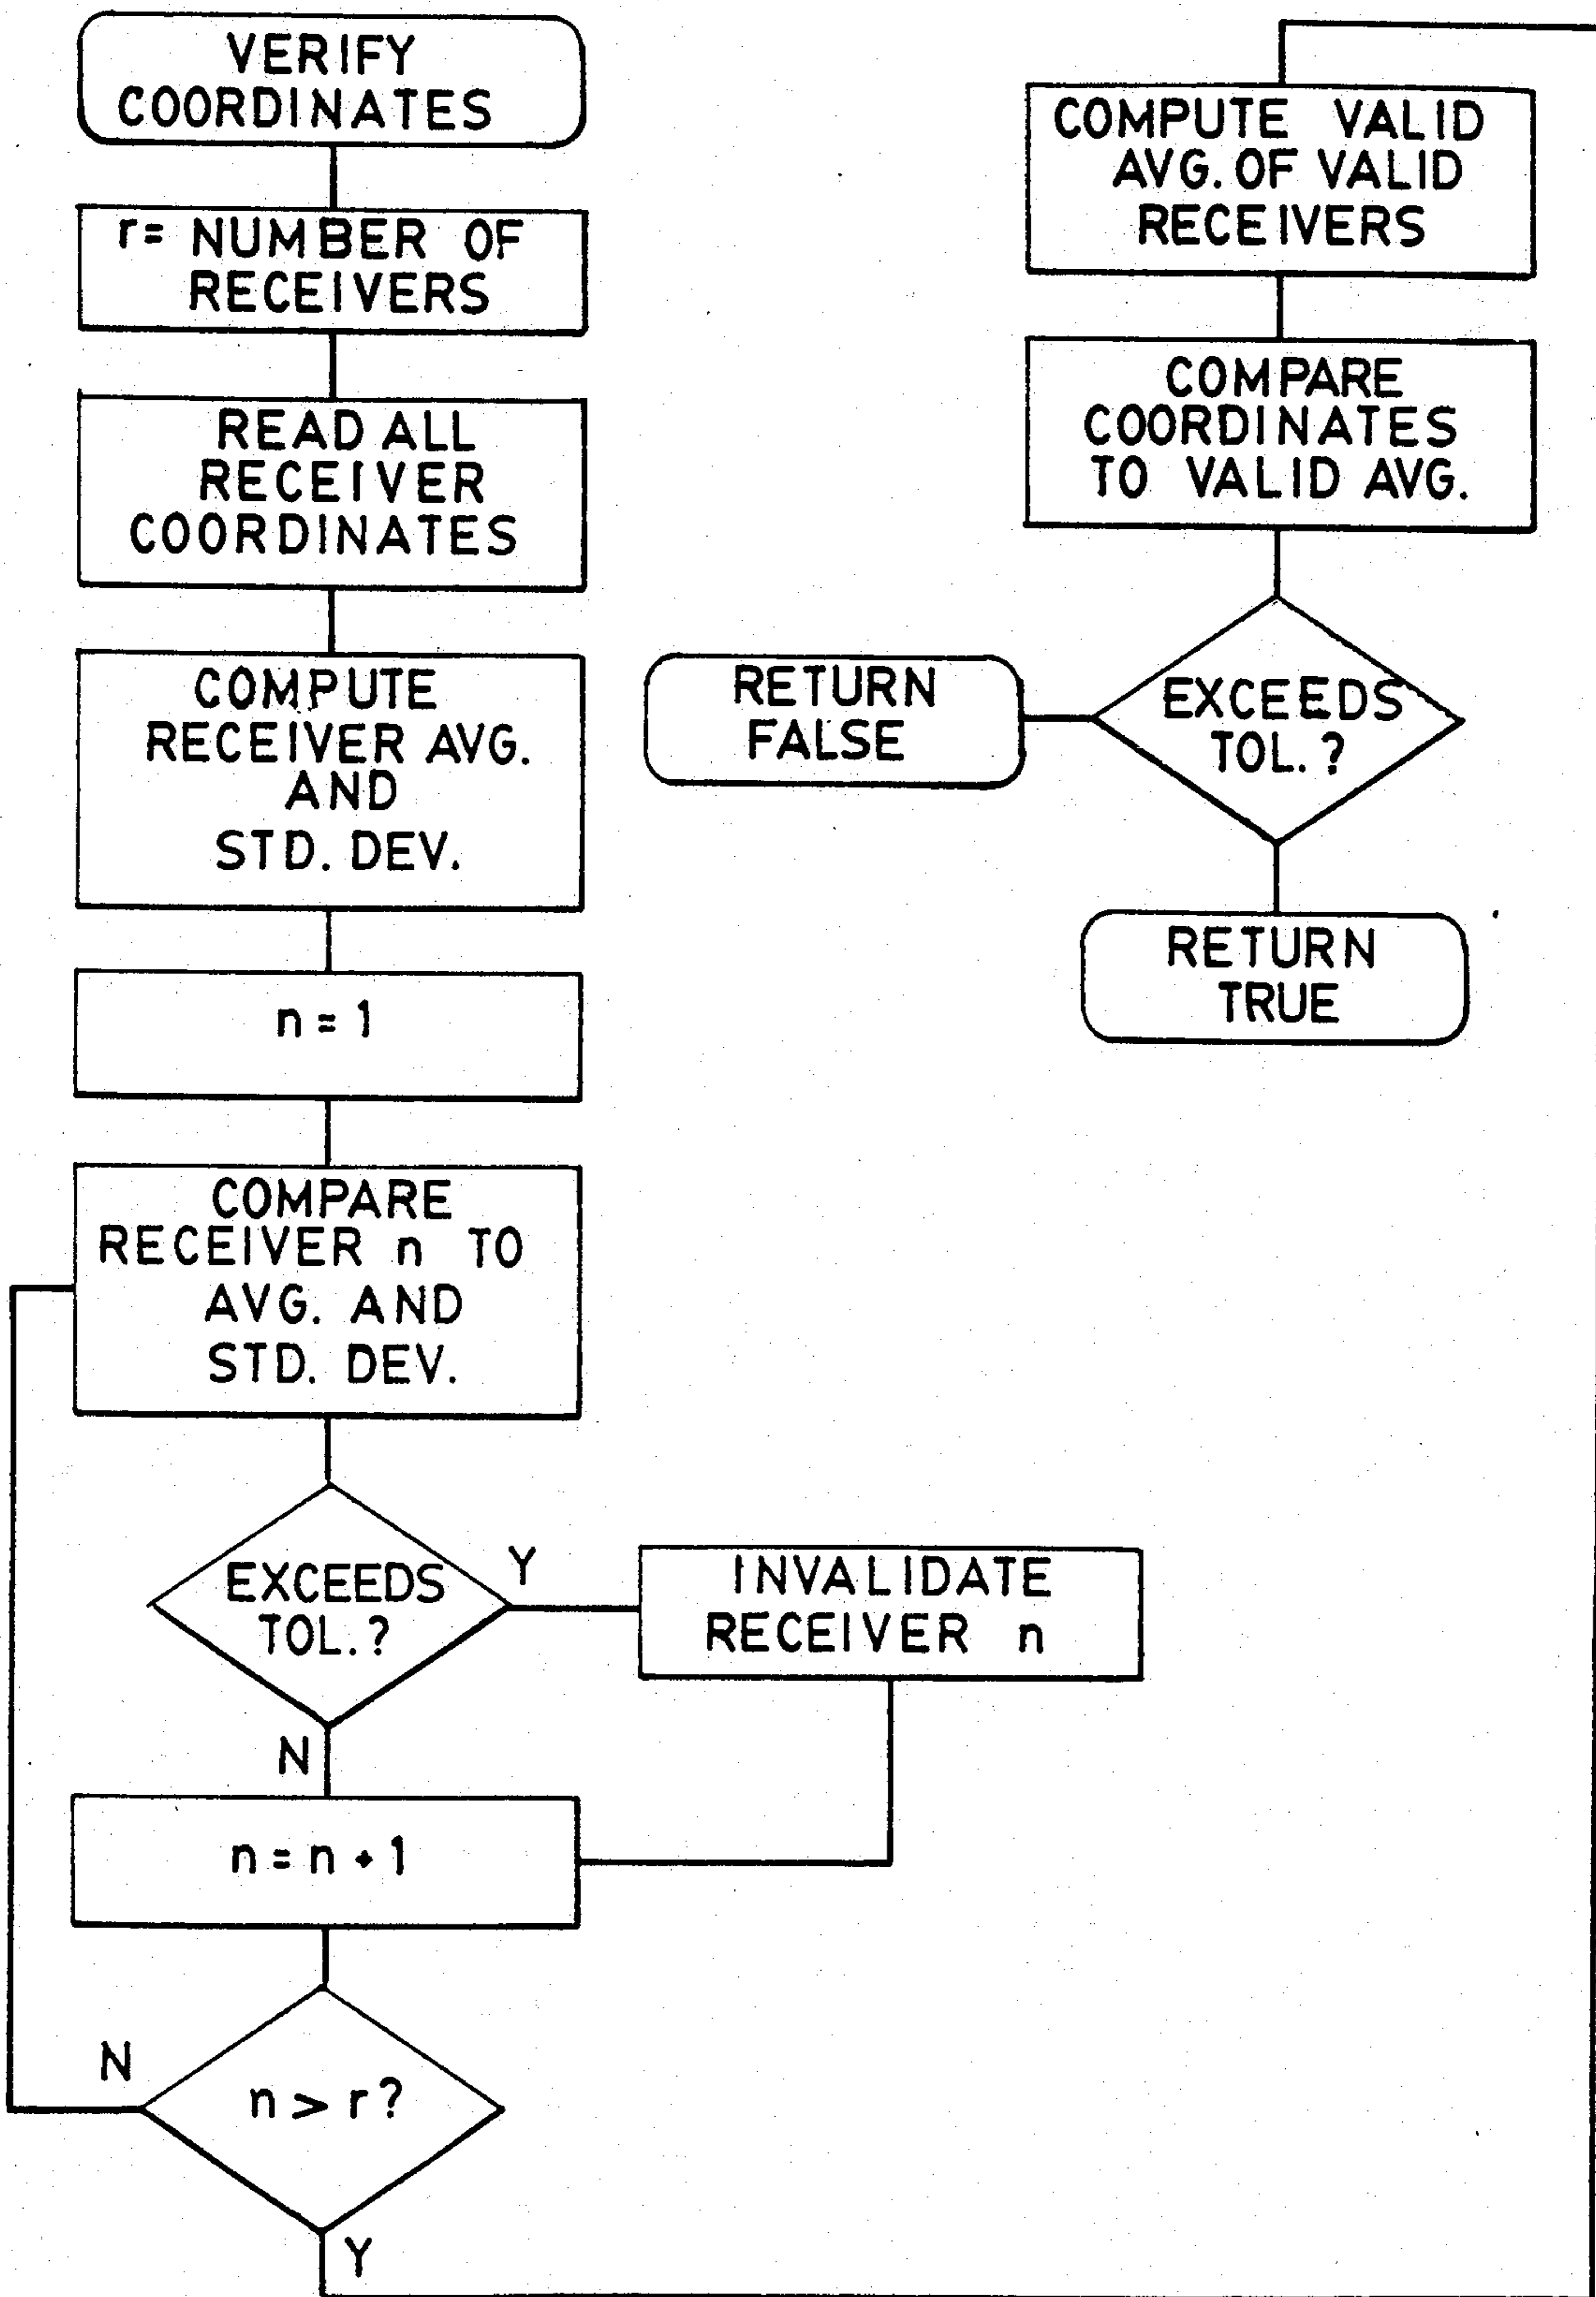 VERIFY
COORDINATES
r= NUMBER OF
RECEIVERS
READ ALL
RECEIVER
COORDINATES
COMPUTE
RECEIVER AVG.
AND
STD. DEV.
n = 1
COMPARE
RECEIVER n TO
AVG. AND
STD. DEV.
EXCEEDS
TOL.?
Y
INVALIDATE
RECEIVER n
N
n = n + 1
N
n > r?
Y
COMPUTE VALID
AVG. OF VALID
RECEIVERS
COMPARE
COORDINATES
TO VALID AVG.
EXCEEDS
TOL.?
RETURN
FALSE
RETURN
TRUE